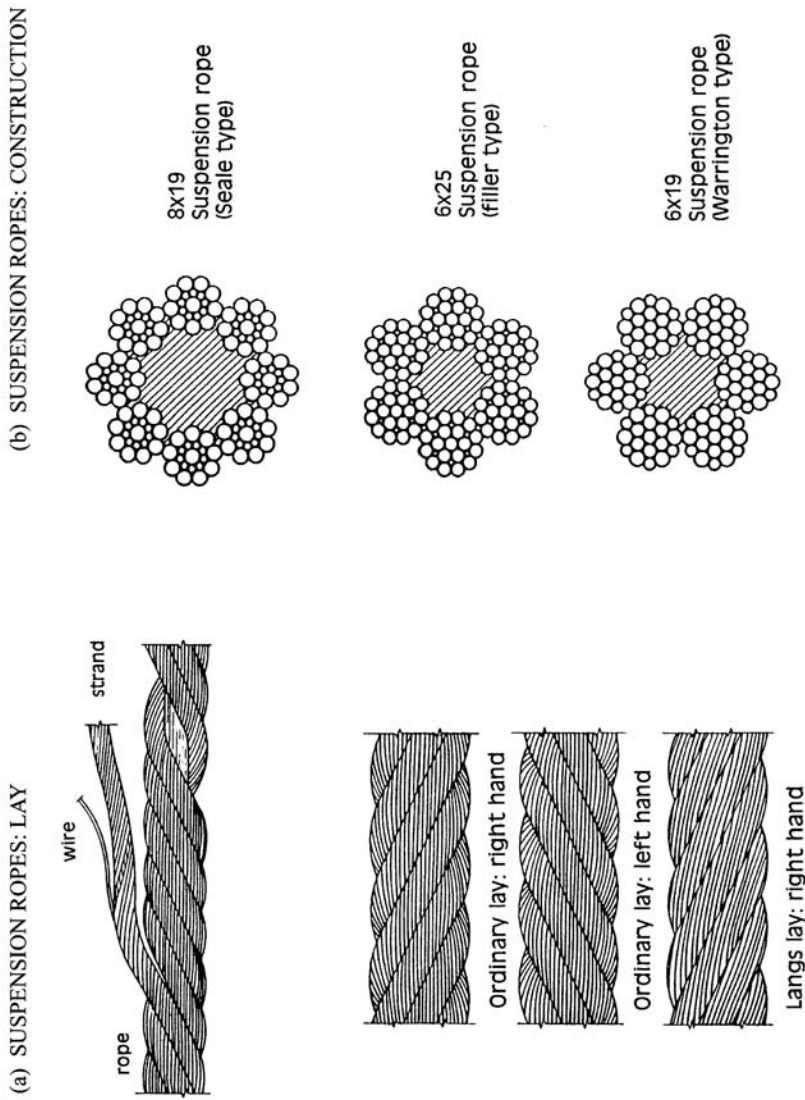 (a) SUSPENSION ROPES: LAY
wire
strand
rope
Ordinary lay: right hand
Ordinary lay: left hand
Langs lay: right hand
(b) SUSPENSION ROPES: CONSTRUCTION
8x19
Suspension rope
(Seale type)
6x25
Suspension rope
(filler type)
6x19
Suspension rope
(Warrington type)